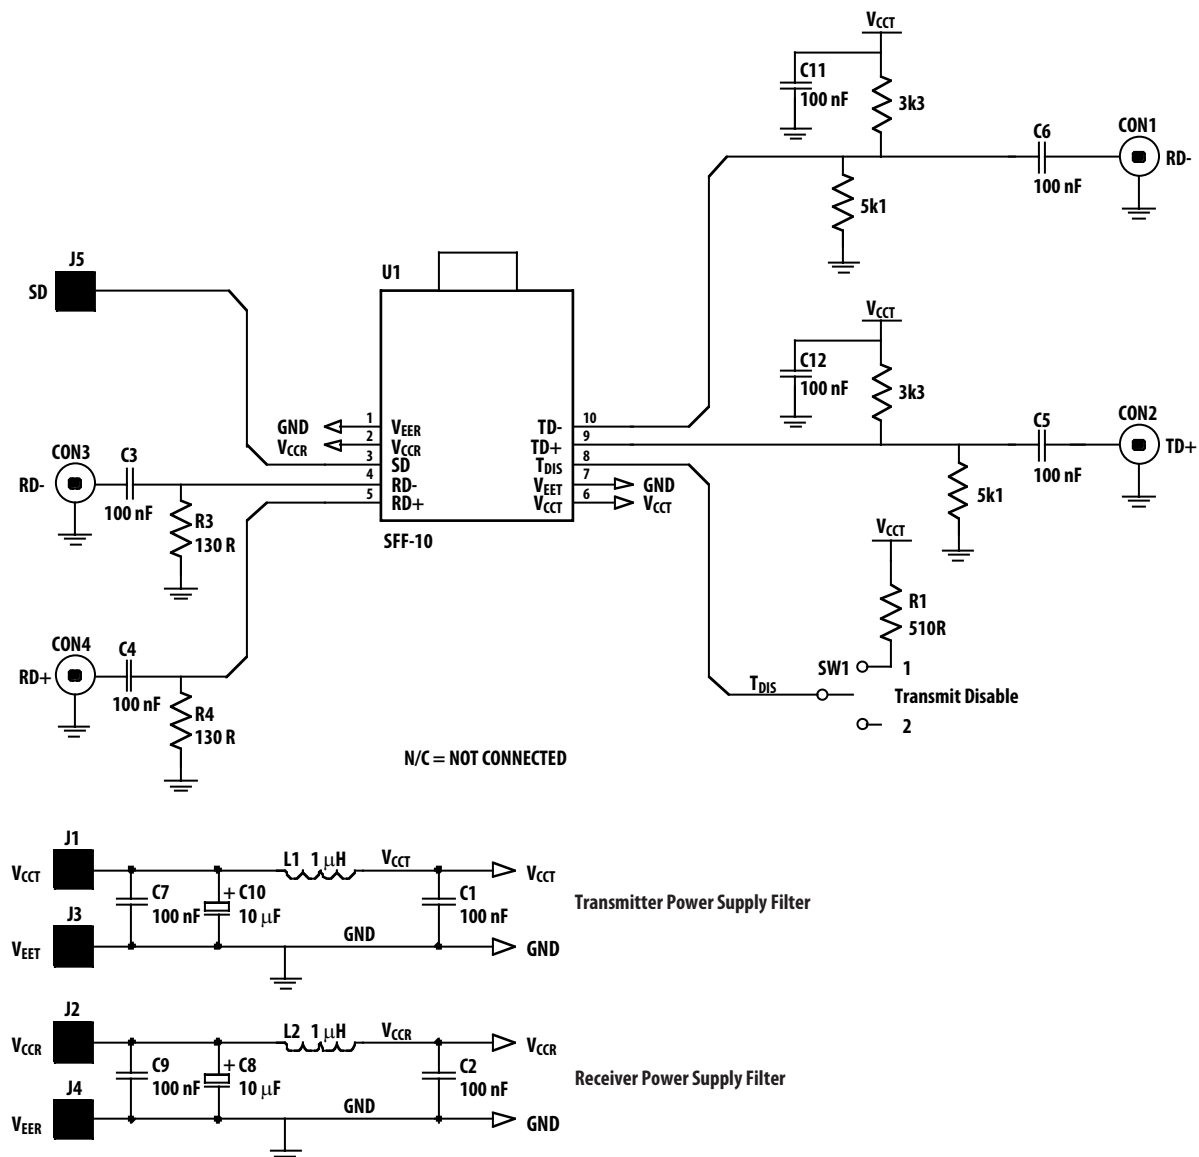 VCCT
C11
100 nF
3k3
C6
100 nF
CON1
RD-
5k1
J5
SD
U1
VCCT
C12
100 nF
3k3
C5
100 nF
CON2
TD+
5k1
GND
1
VEER
VCCR
2
VCCR
3
SD
4
RD-
5
RD+
TD-
10
TD+
9
TDIS
8
VEET
7
GND
VCCT
6
VCCT
SFF-10
CON3
RD-
C3
100 nF
R3
130 R
CON4
RD+
C4
100 nF
R4
130 R
VCCT
R1
510R
SW1
1
TDIS
Transmit Disable
2
N/C = NOT CONNECTED
J1
VCCT
L1 1 μH
VCCT
VCCT
C7
100 nF
+ C10
10 μF
C1
100 nF
Transmitter Power Supply Filter
J3
VEET
GND
GND
J2
VCCR
L2 1 μH
VCCR
VCCR
C9
100 nF
+ C8
10 μF
C2
100 nF
Receiver Power Supply Filter
J4
VEER
GND
GND